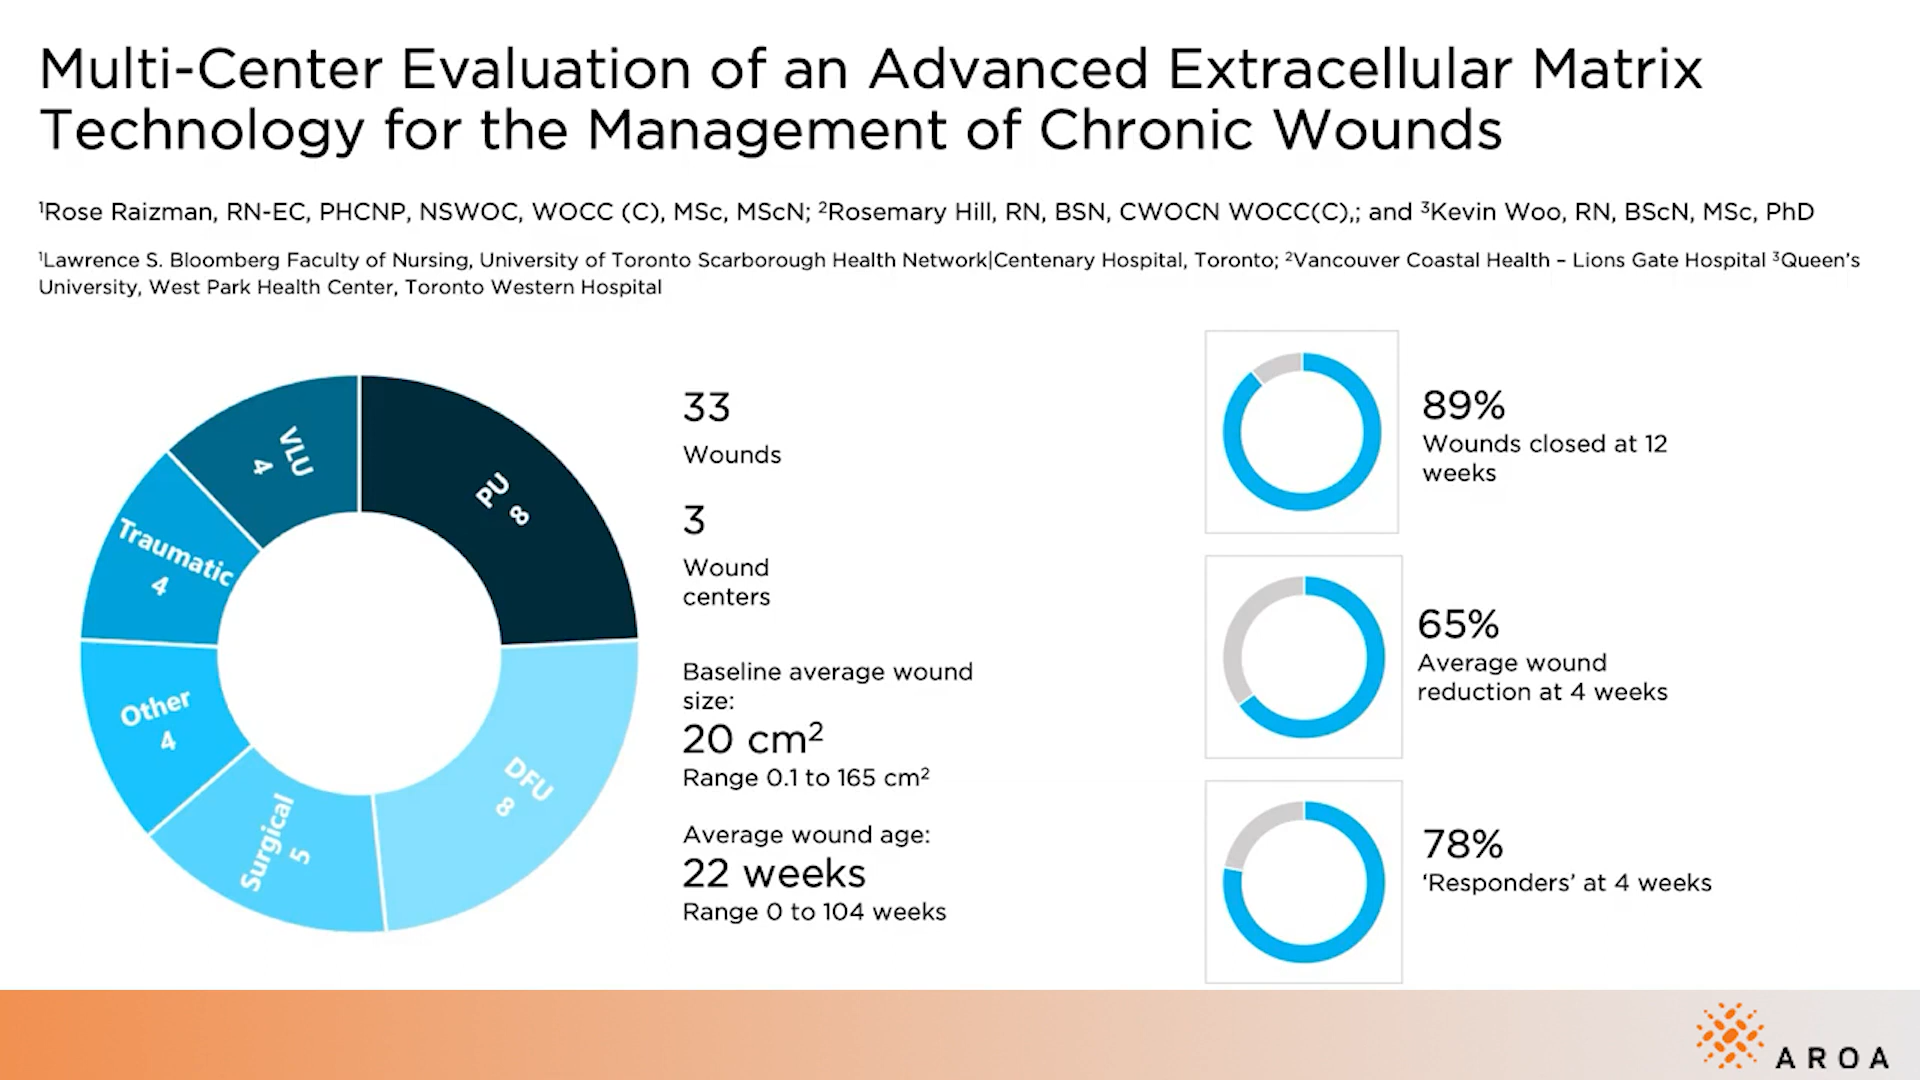 Multi-Center Evaluation of an Advanced Extracellular Matrix
Technology for the Management of Chronic Wounds
¹Rose Raizman, RN-EC, PHCNP, NSWOC, WOCC (C), MSc, MScN; ²Rosemary Hill, RN, BSN, CWOCN WOCC(C),; and ³Kevin Woo, RN, BScN, MSc, PhD
¹Lawrence S. Bloomberg Faculty of Nursing, University of Toronto Scarborough Health Network|Centenary Hospital, Toronto; ²Vancouver Coastal Health – Lions Gate Hospital ³Queen's
University, West Park Health Center, Toronto Western Hospital
PU
8
DFU
8
Surgical
5
Other
4
Traumatic
4
VLU
4
33
Wounds
3
Wound
centers
Baseline average wound
size:
20 cm²
Range 0.1 to 165 cm²
Average wound age:
22 weeks
Range 0 to 104 weeks
89%
Wounds closed at 12
weeks
65%
Average wound
reduction at 4 weeks
78%
‘Responders’ at 4 weeks
AROA